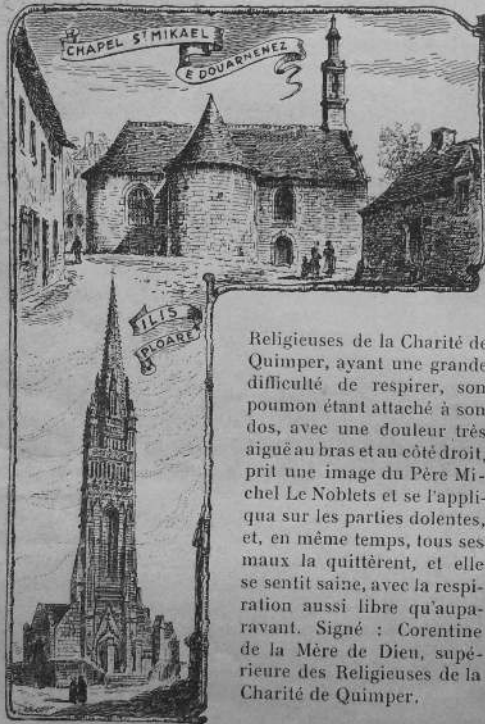 CHAPEL ST MIKAEL
E DOUARNENEZ
ILIS
PLOARE
Religieuses de la Charité de
Quimper, ayant une grande
difficulté de respirer, son
poumon étant attaché à son
dos, avec une douleur très
aiguë au bras et au côté droit,
prit une image du Père Mi-
chel Le Noblets et se l'appli-
qua sur les parties dolentes,
et, en même temps, tous ses
maux la quittèrent, et elle
se sentit saine, avec la respi-
ration aussi libre qu'aupa-
ravant. Signé : Corentine
de la Mère de Dieu, supé-
rieure des Religieuses de la
Charité de Quimper.